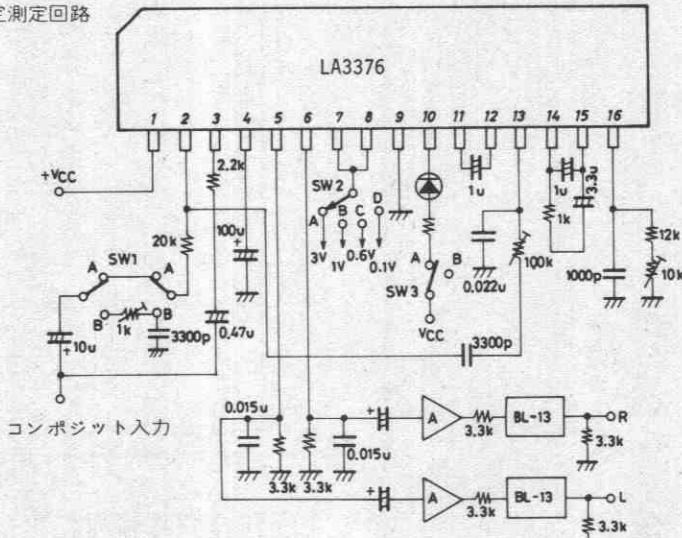 定測定回路
LA3376
1 2 3 4 5 6 7 8 9 10 11 12 13 14 15 16
+VCC
2.2k
20k
100u
+
SW1
A
A
B
1k
B
3300p
+10u
0.47u
コンポジット入力
SW2
A
B
C
D
3V
1V
0.6V
0.1V
A
B
SW3
VCC
1u
0.022u
100k
3300p
1u
1k
3.3u
1000p
12k
10k
0.015u
3.3k
3.3k
0.015u
+
A
3.3k
BL-13
R
3.3k
+
A
3.3k
BL-13
L
3.3k